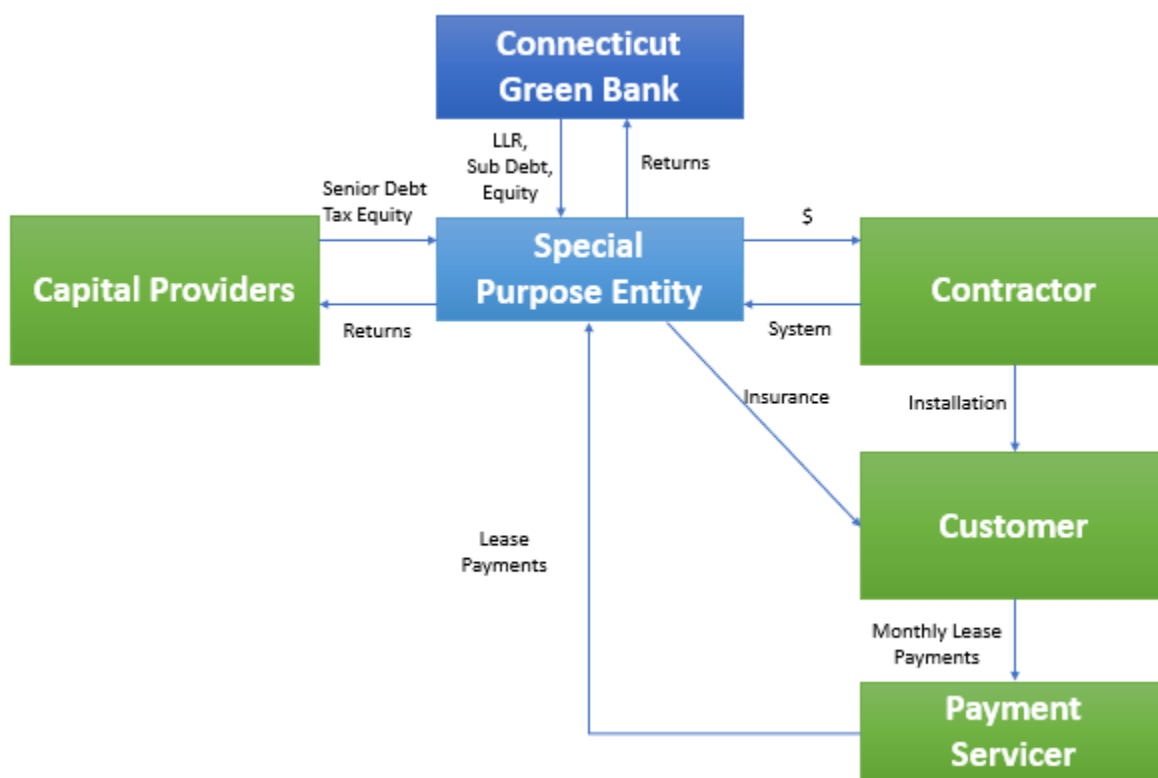 Connecticut
Green Bank
LLR,
Sub Debt,
Equity
Returns
Senior Debt
Tax Equity
$
Capital Providers
Special
Purpose Entity
Contractor
Returns
System
Insurance
Installation
Customer
Lease
Payments
Monthly Lease
Payments
Payment
Servicer